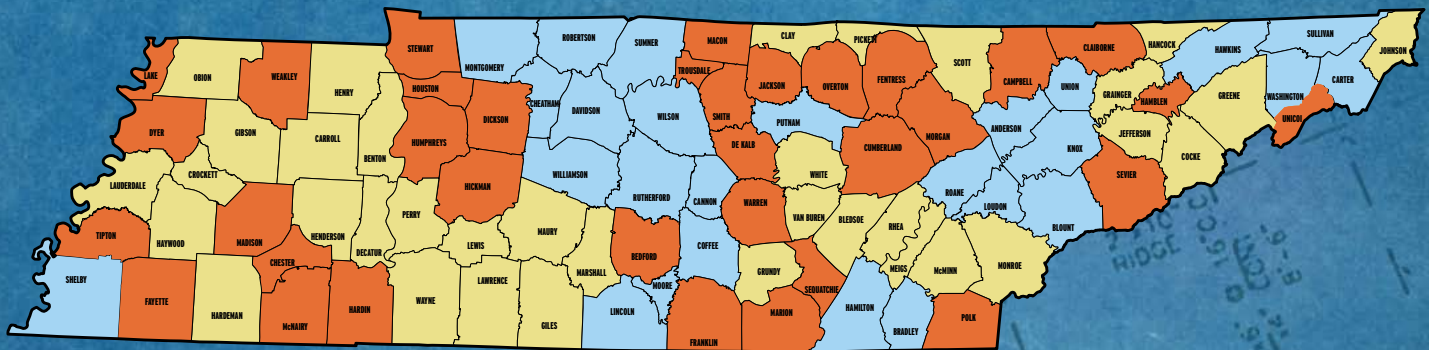 LAKE
OBION
WEAKLEY
HENRY
STEWART
MONTGOMERY
ROBERTSON
SUMNER
MACON
CLAY
PICKETT
SCOTT
CAMPBELL
CLAIBORNE
HANCOCK
HAWKINS
SULLIVAN
JOHNSON
DYER
GIBSON
CARROLL
BENTON
HOUSTON
HUMPHREYS
DICKSON
CHEATHAM
DAVIDSON
WILSON
TROUSDALE
SMITH
JACKSON
OVERTON
FENTRESS
MORGAN
ANDERSON
UNION
GRAINGER
HAMBLEN
GREENE
WASHINGTON
CARTER
UNICOI
LAUDERDALE
CROCKETT
HICKMAN
WILLIAMSON
RUTHERFORD
CANNON
DE KALB
PUTNAM
WHITE
CUMBERLAND
ROANE
LOUDON
KNOX
JEFFERSON
COCKE
SEVIER
BLOUNT
TIPTON
HAYWOOD
MADISON
HENDERSON
DECATUR
PERRY
LEWIS
MAURY
MARSHALL
BEDFORD
COFFEE
WARREN
VAN BUREN
BLEDSOE
RHEA
MEIGS
McMINN
MONROE
SHELBY
FAYETTE
HARDEMAN
CHESTER
McNAIRY
HARDIN
WAYNE
LAWRENCE
GILES
LINCOLN
MOORE
FRANKLIN
GRUNDY
MARION
SEQUATCHIE
HAMILTON
BRADLEY
POLK
RIDGE